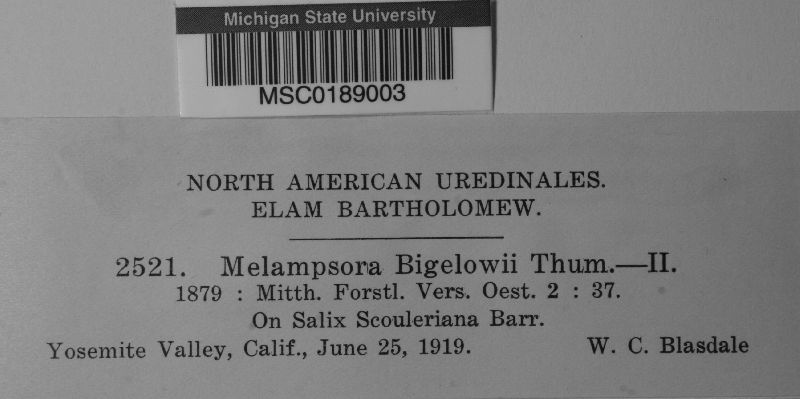 Michigan State University
MSC0189003
NORTH AMERICAN UREDINALES.
ELAM BARTHOLOMEW.
2521. Melampsora Bigelowii Thum.—II.
1879 : Mitth. Forstl. Vers. Oest. 2 : 37.
On Salix Scouleriana Barr.
Yosemite Valley, Calif., June 25, 1919. W. C. Blasdale